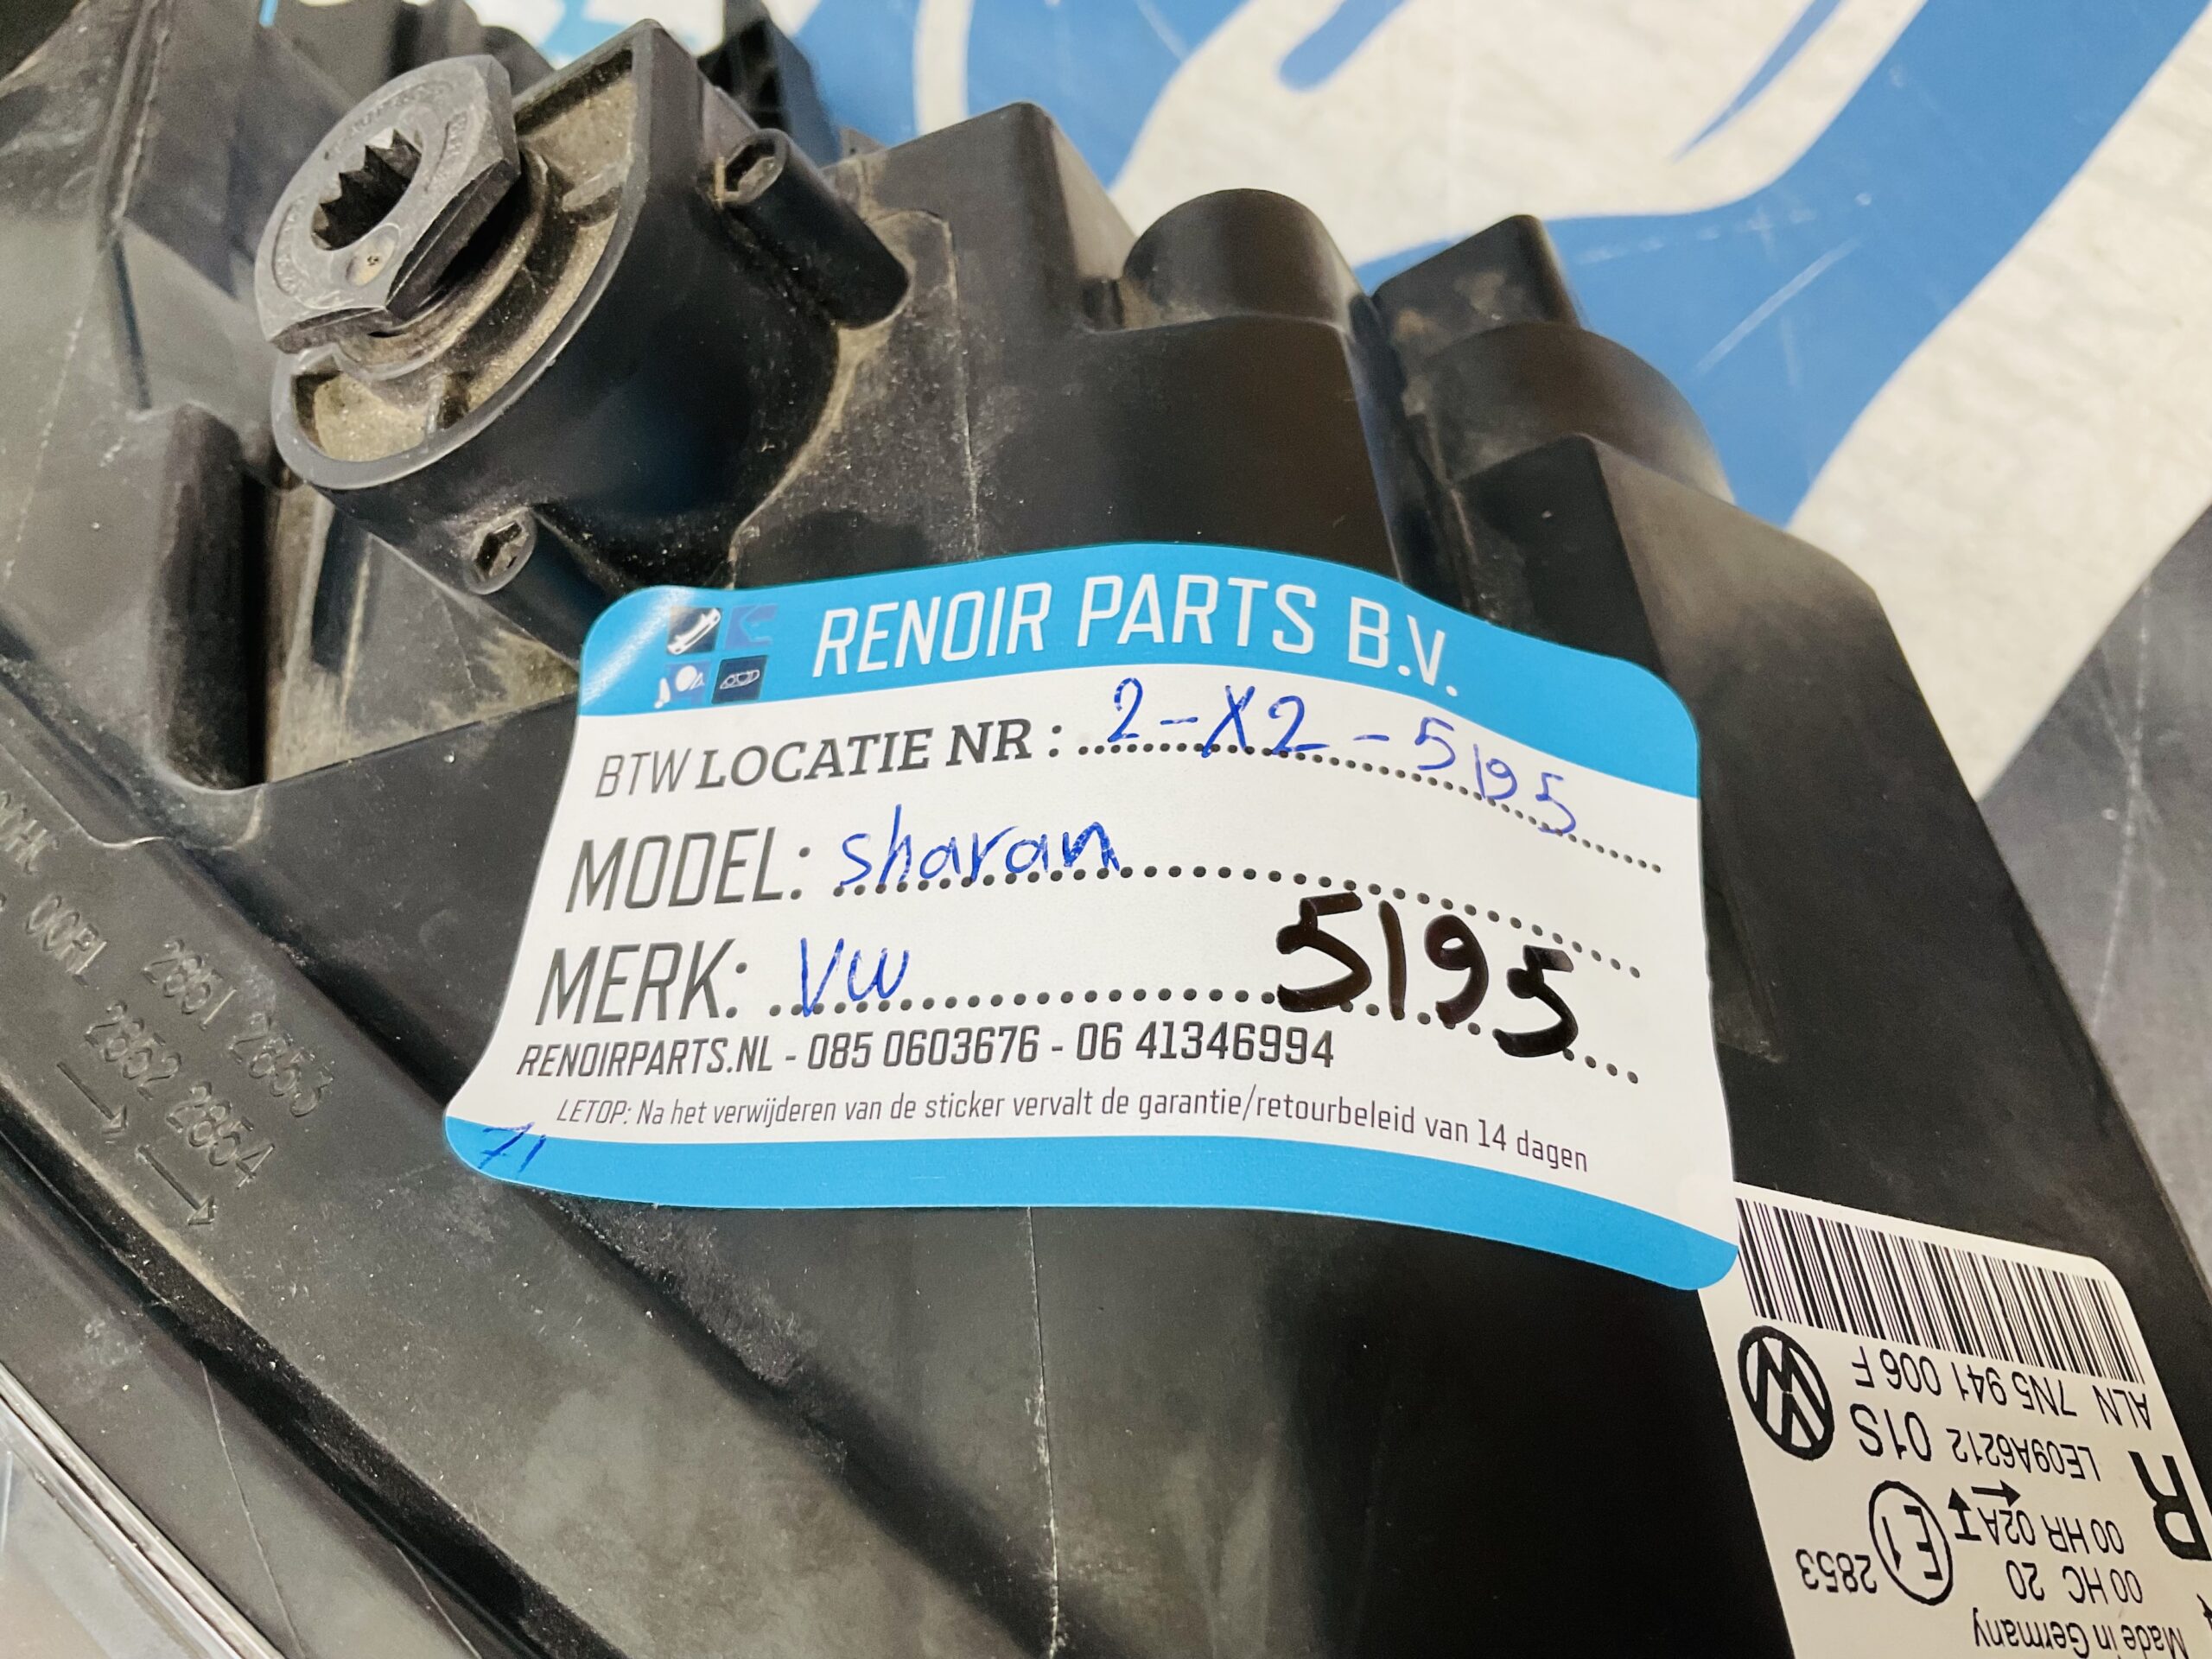 RENOIR PARTS B.V.
BTW LOCATIE NR : 2-X2-5195
MODEL: sharan
MERK: VW 5195
RENOIRPARTS.NL - 085 0603676 - 06 41346994
LETOP: Na het verwijderen van de sticker vervalt de garantie/retourbeleid van 14 dagen
71
00RL 2851 2853
2852 2854
ALN 7N5 941 006 F
LE09A6212 01S
R
00 HR 02A
E1
00 HC 20
2853
Made in Germany